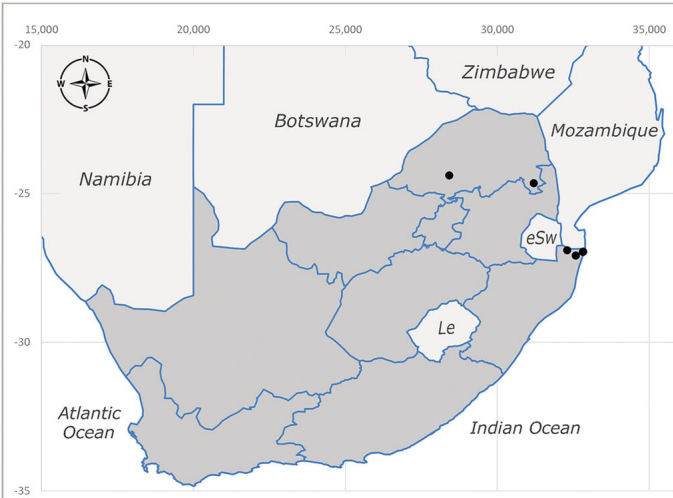 15,000 20,000 25,000 30,000 35,000
-20
N
W E
S
Zimbabwe
Botswana
Mozambique
Namibia
-25
eSw
-30
Le
Atlantic
Ocean
Indian Ocean
-35